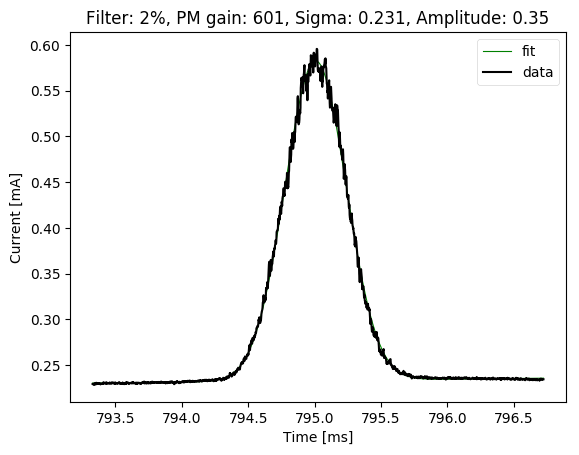 Filter: 2%, PM gain: 601, Sigma: 0.231, Amplitude: 0.35
fit
data
0.60
0.55
0.50
0.45
0.40
0.35
0.30
0.25
Current [mA]
793.5 794.0 794.5 795.0 795.5 796.0 796.5
Time [ms]